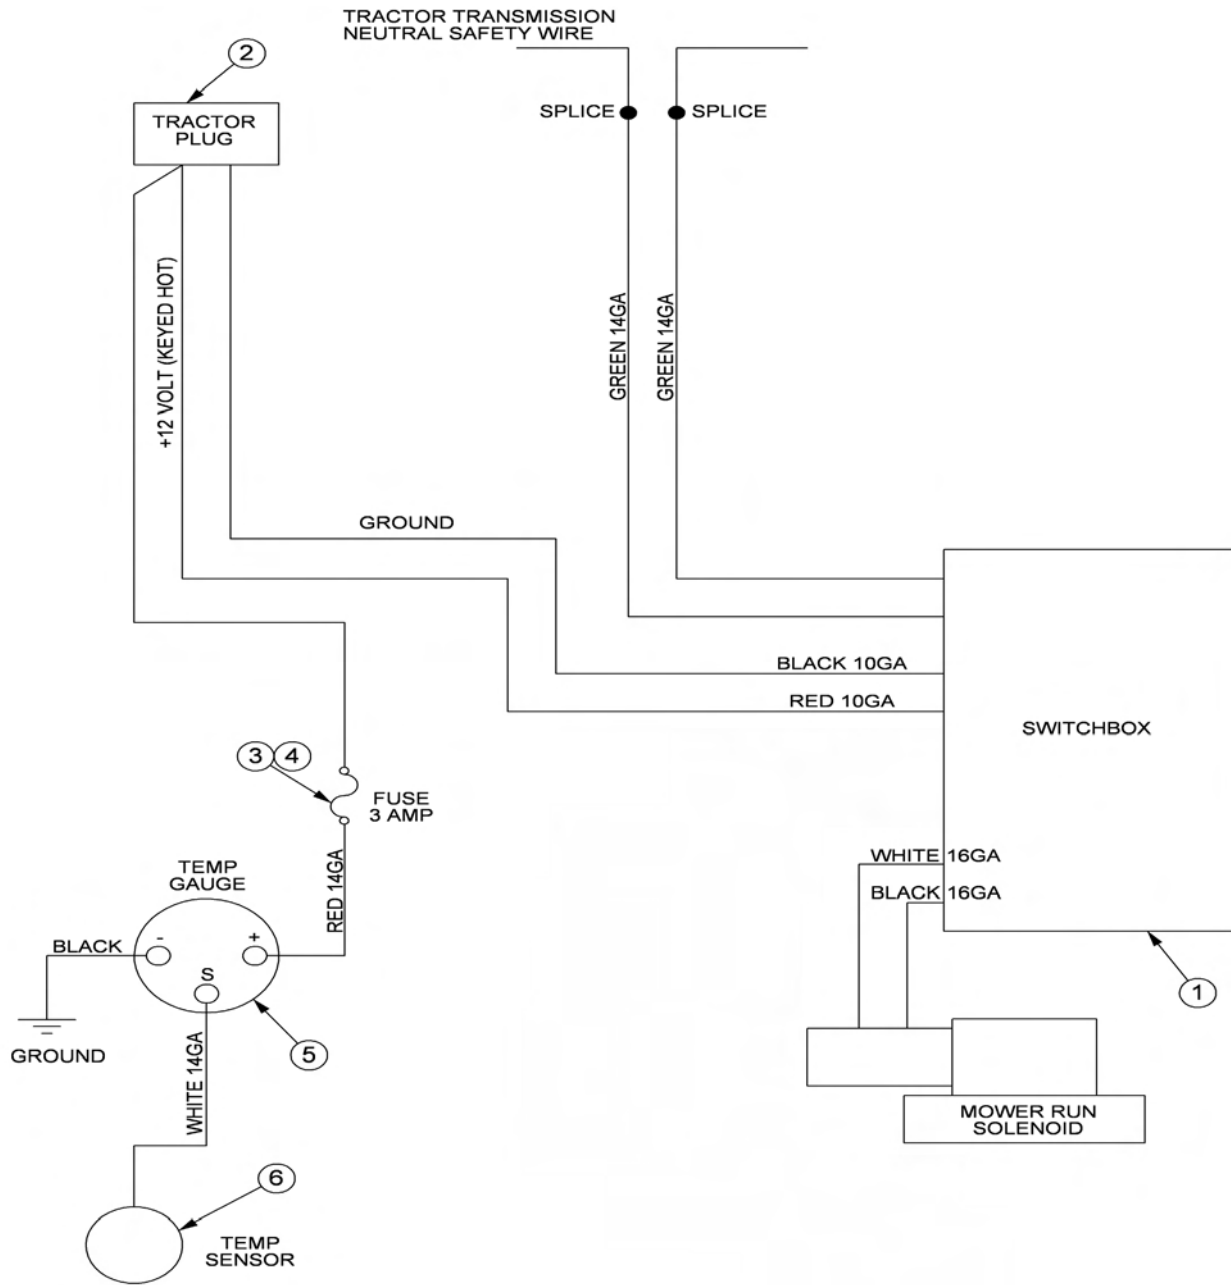 TRACTOR TRANSMISSION
NEUTRAL SAFETY WIRE
2
TRACTOR
PLUG
SPLICE
SPLICE
+12 VOLT (KEYED HOT)
GREEN 14GA
GREEN 14GA
GROUND
BLACK 10GA
RED 10GA
SWITCHBOX
3
4
FUSE
3 AMP
RED 14GA
TEMP
GAUGE
BLACK
-
+
S
GROUND
5
WHITE 14GA
WHITE 16GA
BLACK 16GA
1
MOWER RUN
SOLENOID
6
TEMP
SENSOR